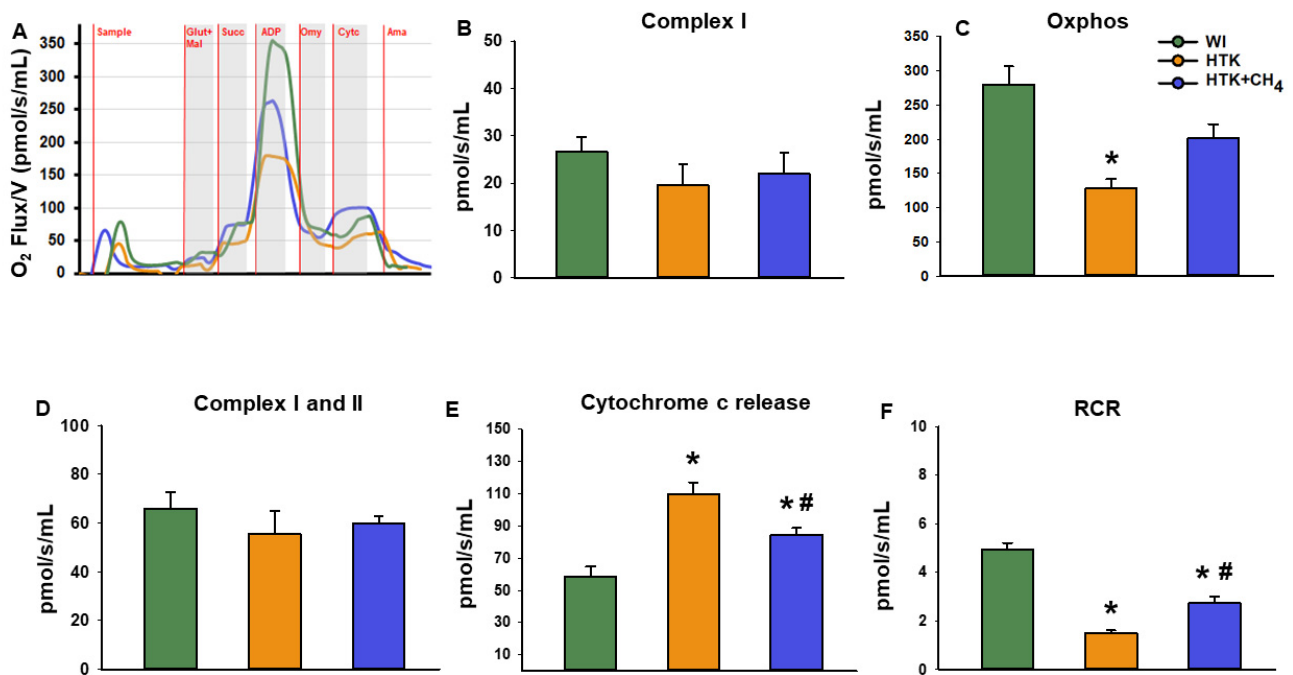 A
Sample
Glut+
Mal
Succ
ADP
Omy
Cytc
Ama
O2 Flux/V (pmol/s/mL)
350
300
250
200
150
100
50
0
B
Complex I
pmol/s/mL
50
40
30
20
10
0
C
Oxphos
WI
HTK
HTK+CH4
pmol/s/mL
350
300
250
200
150
100
50
0
*
D
Complex I and II
pmol/s/mL
100
80
60
40
20
0
E
Cytochrome c release
pmol/s/mL
150
130
110
90
70
50
30
10
*
* #
F
RCR
pmol/s/mL
10
8
6
4
2
0
*
* #